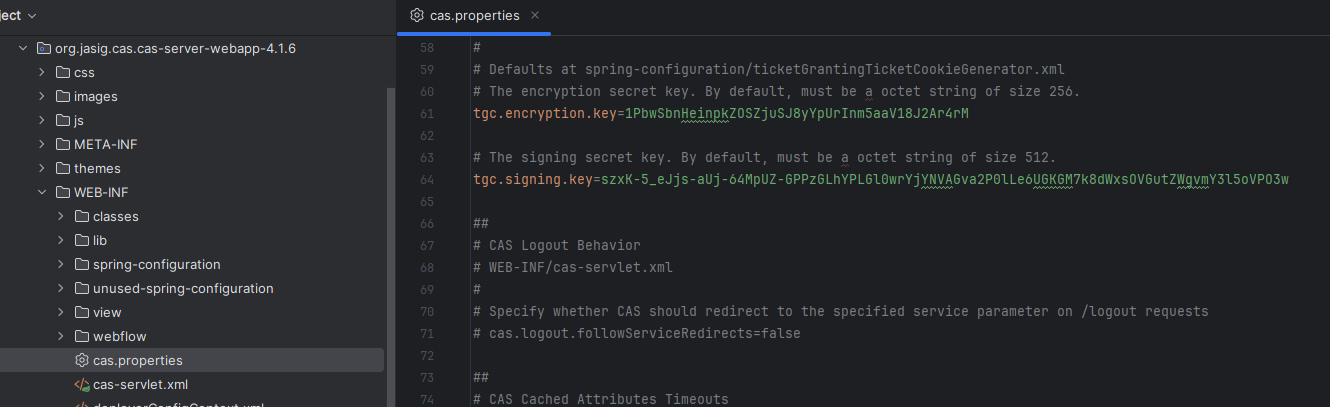 ject
cas.properties
org.jasig.cas.cas-server-webapp-4.1.6
css
images
js
META-INF
themes
WEB-INF
classes
lib
spring-configuration
unused-spring-configuration
view
webflow
cas.properties
cas-servlet.xml
deployerConfigContext.xml
58 #
59 # Defaults at spring-configuration/ticketGrantingTicketCookieGenerator.xml
60 # The encryption secret key. By default, must be a octet string of size 256.
61 tgc.encryption.key=1PbwSbnHeinpkZOSZjuSJ8yYpUrInm5aaV18J2Ar4rM
62
63 # The signing secret key. By default, must be a octet string of size 512.
64 tgc.signing.key=szxK-5_eJjs-aUj-64MpUZ-GPPzGLhYPLGl0wrYjYNVAGva2P0lLe6UGKGM7k8dWxsOVGutZWgvmY3l5oVPO3w
65
66 ##
67 # CAS Logout Behavior
68 # WEB-INF/cas-servlet.xml
69 #
70 # Specify whether CAS should redirect to the specified service parameter on /logout requests
71 # cas.logout.followServiceRedirects=false
72
73 ##
74 # CAS Cached Attributes Timeouts